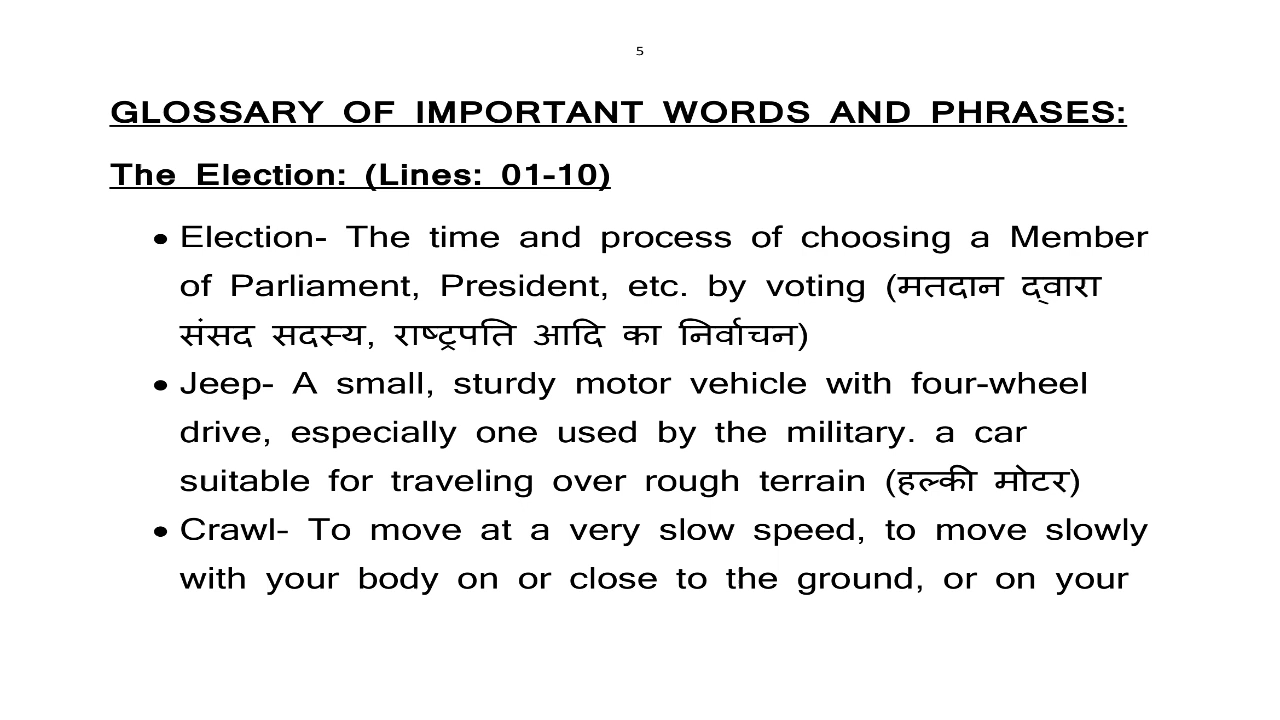 5
GLOSSARY OF IMPORTANT WORDS AND PHRASES:
The Election: (Lines: 01-10)
• Election- The time and process of choosing a Member
of Parliament, President, etc. by voting (मतदान द्वारा
संसद सदस्य, राष्ट्रपति आदि का निर्वाचन)
• Jeep- A small, sturdy motor vehicle with four-wheel
drive, especially one used by the military. a car
suitable for traveling over rough terrain (हल्की मोटर)
• Crawl- To move at a very slow speed, to move slowly
with your body on or close to the ground, or on your